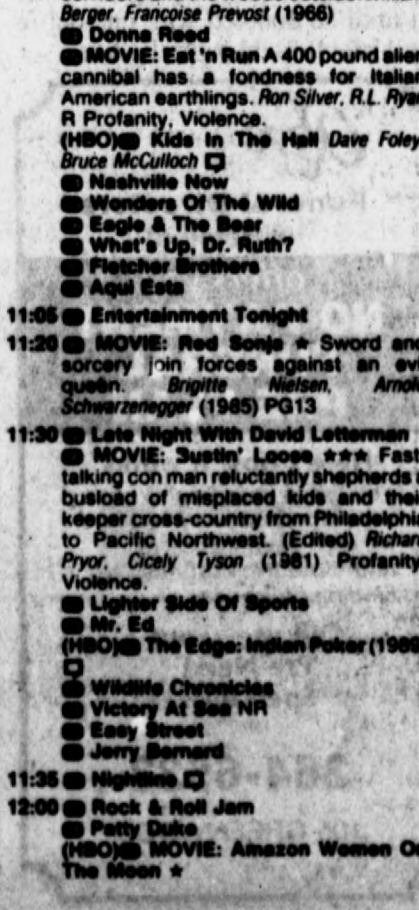 Berger, Francoise Prevost (1966)
Donna Reed
MOVIE: Eat 'n Run A 400 pound alien
cannibal has a fondness for Italian
American earthlings. Ron Silver, R.L. Ryan
R Profanity, Violence.
(HBO) Kids In The Hall Dave Foley,
Bruce McCulloch
Nashville Now
Wonders Of The Wild
Eagle & The Bear
What's Up, Dr. Ruth?
Fletcher Brothers
Aqui Esta
11:05 Entertainment Tonight
11:20 MOVIE: Red Sonja ★ Sword and
sorcery join forces against an evi
queen. Brigitte Nielsen, Arnol
Schwarzenegger (1985) PG13
11:30 Late Night With David Letterman
MOVIE: Bustin' Loose ★★★ Fast
talking con man reluctantly shepherds
busload of misplaced kids and thei
keeper cross-country from Philadelphi
to Pacific Northwest. (Edited) Richar
Pryor, Cicely Tyson (1981) Profanity,
Violence.
Lighter Side Of Sports
Mr. Ed
(HBO) The Edge: Indian Poker (1989
Wildlife Chronicles
Victory At Sea NR
Easy Street
Jerry Bernard
11:35 Nightline
12:00 Rock & Roll Jam
Patty Duke
(HBO) MOVIE: Amazon Women On
The Moon ★